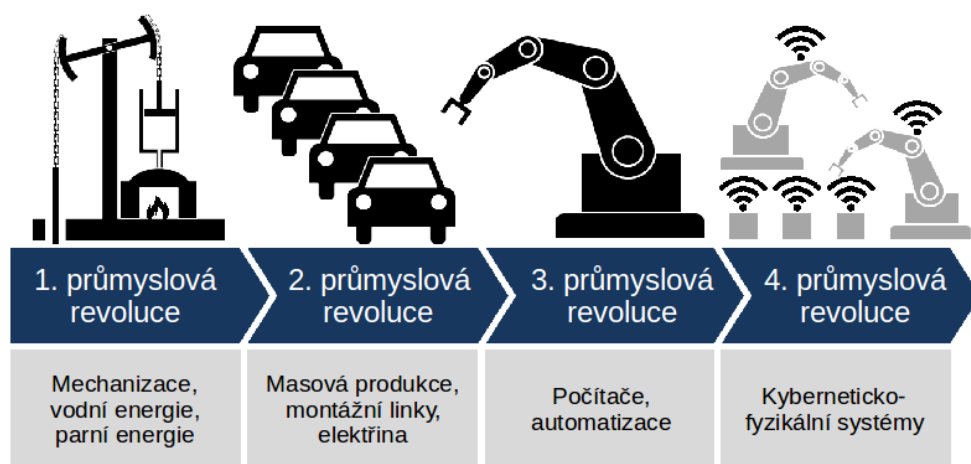 1. průmyslová
revoluce
2. průmyslová
revoluce
3. průmyslová
revoluce
4. průmyslová
revoluce
Mechanizace,
vodní energie,
parní energie
Masová produkce,
montážní linky,
elektřina
Počítače,
automatizace
Kyberneticko-
fyzikální systémy